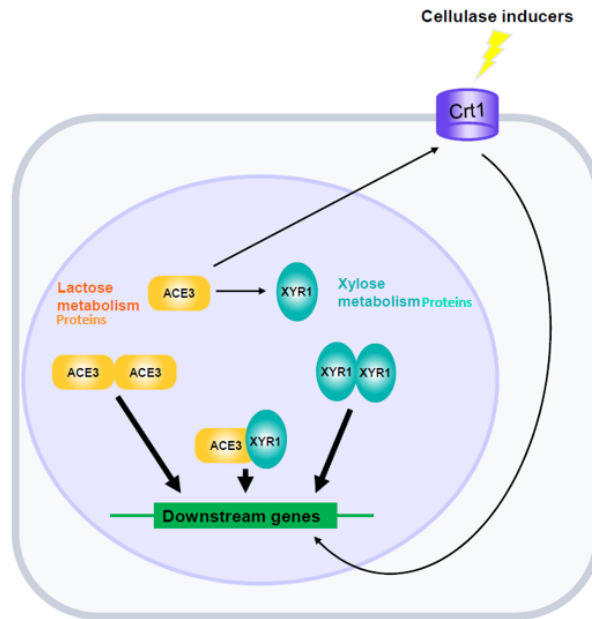 Cellulase inducers
Crt1
Lactose
metabolism
Proteins
ACE3
XYR1
Xylose
metabolism Proteins
ACE3 ACE3
XYR1 XYR1
ACE3 XYR1
Downstream genes